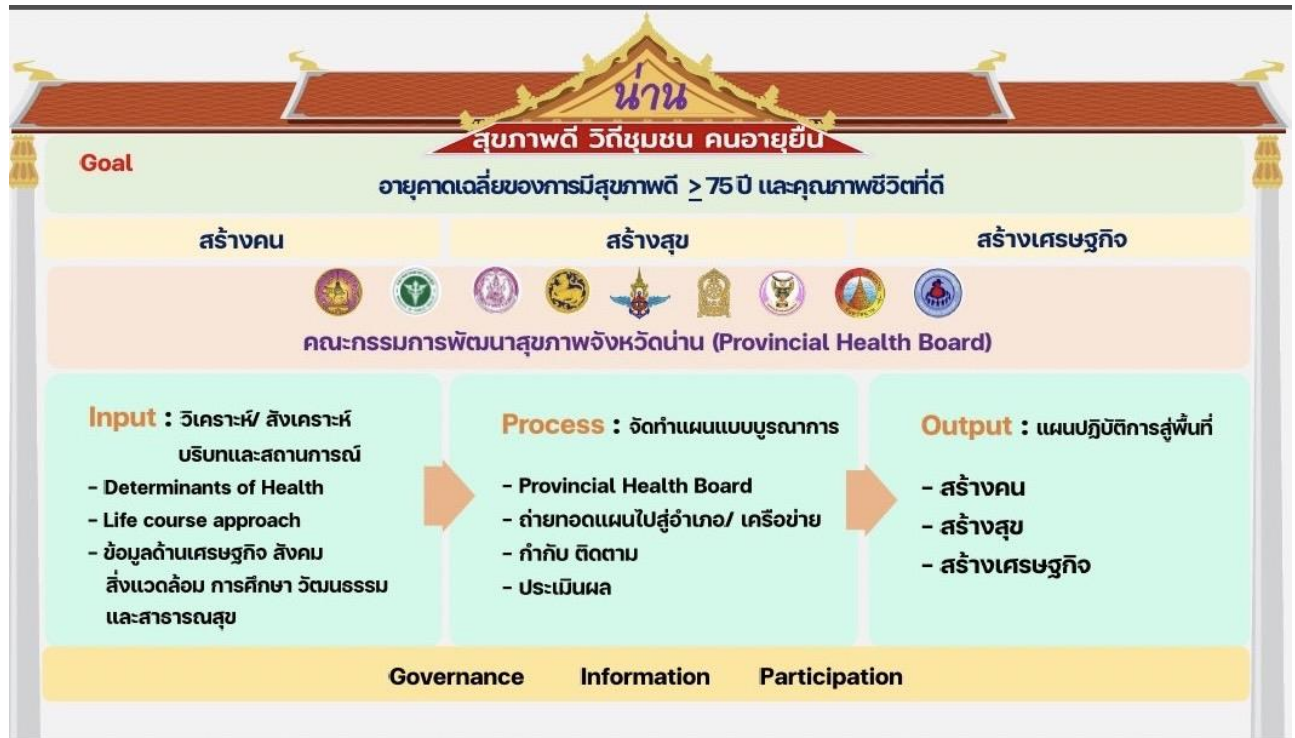 น่าน
สุขภาพดี วิถีชุมชน คนอายุยืน
Goal
อายุคาดเฉลี่ยของการมีสุขภาพดี ≥ 75 ปี และคุณภาพชีวิตที่ดี
สร้างคน
สร้างสุข
สร้างเศรษฐกิจ
คณะกรรมการพัฒนาสุขภาพจังหวัดน่าน (Provincial Health Board)
Input : วิเคราะห์/ สังเคราะห์
บริบทและสถานการณ์
- Determinants of Health
- Life course approach
- ข้อมูลด้านเศรษฐกิจ สังคม
สิ่งแวดล้อม การศึกษา วัฒนธรรม
และสาธารณสุข
Process : จัดทำแผนแบบบูรณาการ
- Provincial Health Board
- ถ่ายทอดแผนไปสู่อำเภอ/ เครือข่าย
- กำกับ ติดตาม
- ประเมินผล
Output : แผนปฏิบัติการสู่พื้นที่
- สร้างคน
- สร้างสุข
- สร้างเศรษฐกิจ
Governance Information Participation